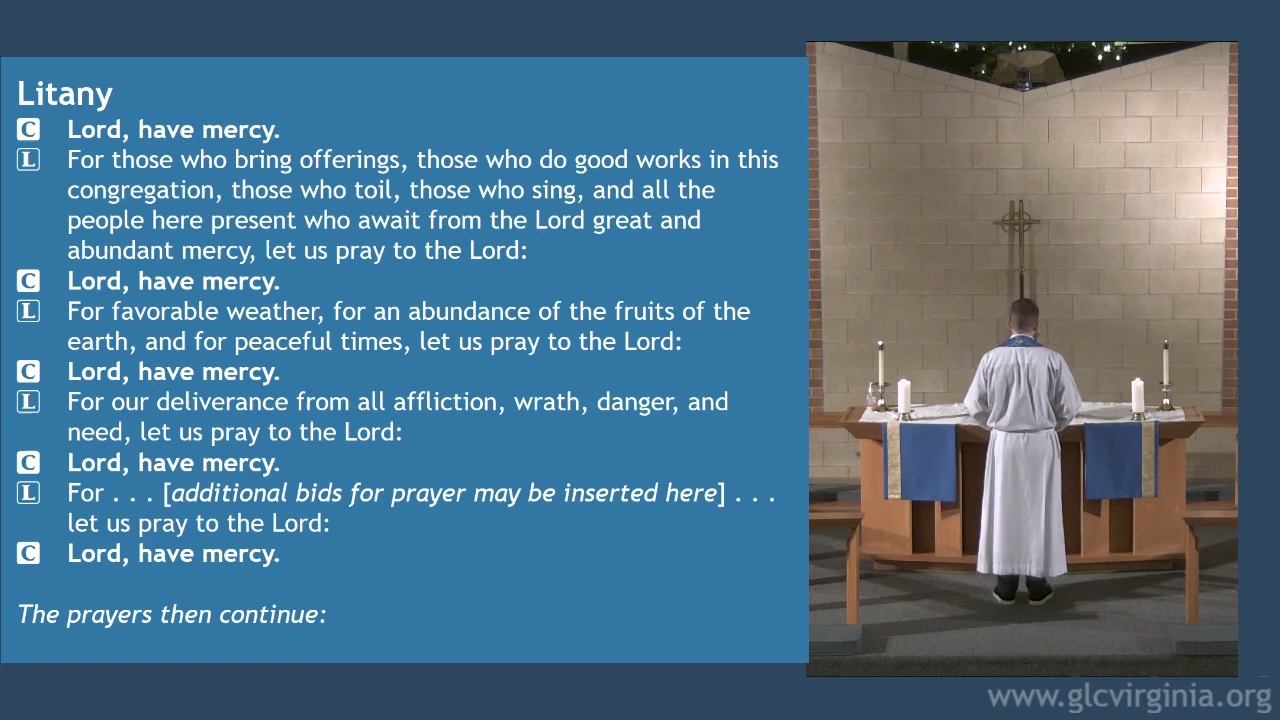 Litany
C Lord, have mercy.
L For those who bring offerings, those who do good works in this
congregation, those who toil, those who sing, and all the
people here present who await from the Lord great and
abundant mercy, let us pray to the Lord:
C Lord, have mercy.
L For favorable weather, for an abundance of the fruits of the
earth, and for peaceful times, let us pray to the Lord:
C Lord, have mercy.
L For our deliverance from all affliction, wrath, danger, and
need, let us pray to the Lord:
C Lord, have mercy.
L For . . . [additional bids for prayer may be inserted here] . . .
let us pray to the Lord:
C Lord, have mercy.
The prayers then continue:
www.glcvirginia.org